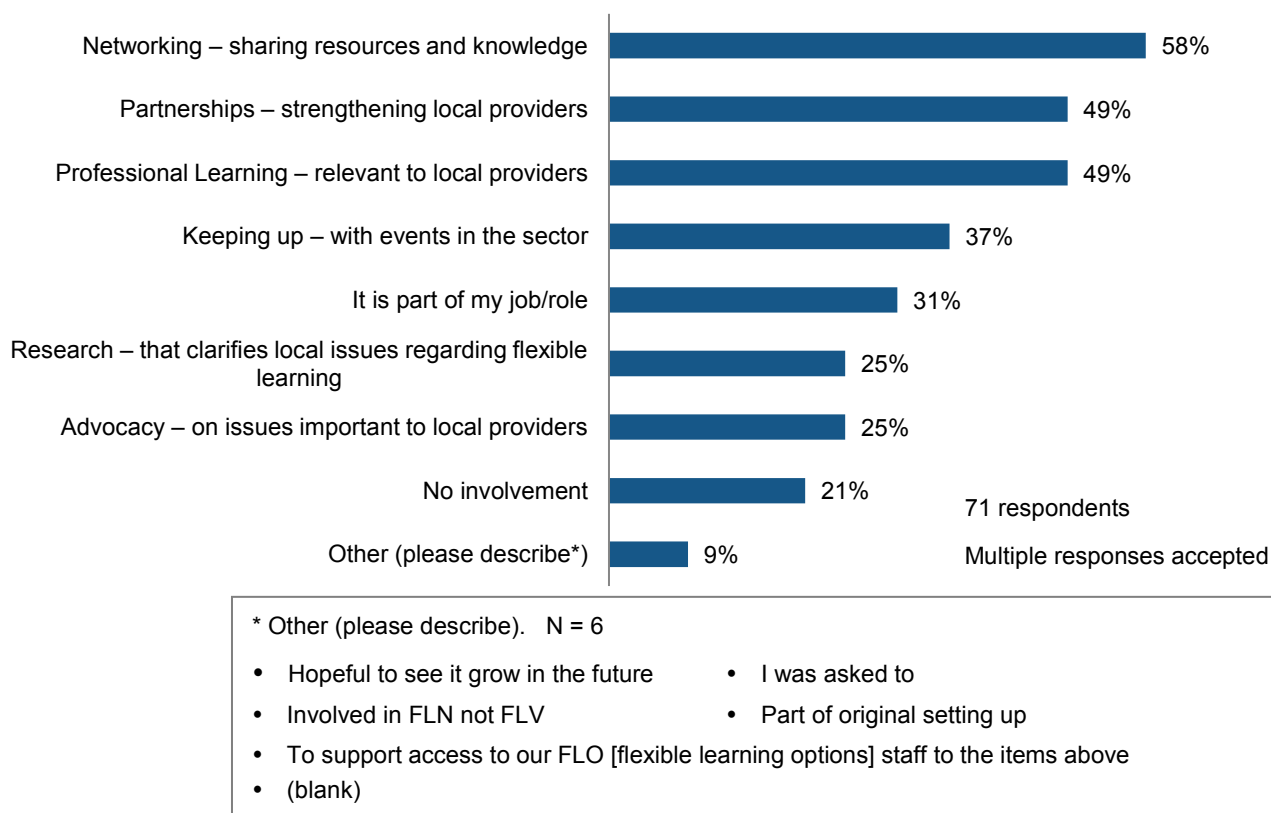 Networking – sharing resources and knowledge
58%
Partnerships – strengthening local providers
49%
Professional Learning – relevant to local providers
49%
Keeping up – with events in the sector
37%
It is part of my job/role
31%
Research – that clarifies local issues regarding flexible
learning
25%
Advocacy – on issues important to local providers
25%
No involvement
21%
71 respondents
Other (please describe*)
9%
Multiple responses accepted
* Other (please describe). N = 6
• Hopeful to see it grow in the future
• I was asked to
• Involved in FLN not FLV
• Part of original setting up
• To support access to our FLO [flexible learning options] staff to the items above
• (blank)